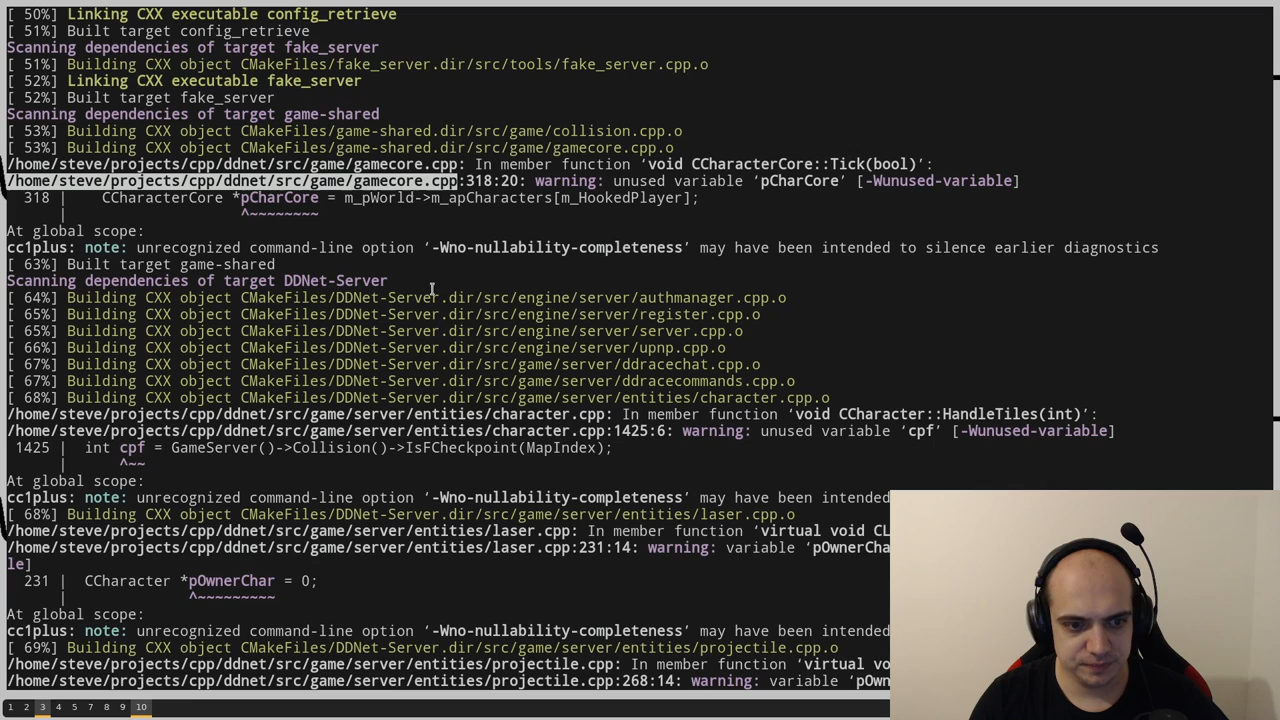 [ 50%] Linking CXX executable config_retrieve
[ 51%] Built target config_retrieve
Scanning dependencies of target fake_server
[ 51%] Building CXX object CMakeFiles/fake_server.dir/src/tools/fake_server.cpp.o
[ 52%] Linking CXX executable fake_server
[ 52%] Built target fake_server
Scanning dependencies of target game-shared
[ 53%] Building CXX object CMakeFiles/game-shared.dir/src/game/collision.cpp.o
[ 53%] Building CXX object CMakeFiles/game-shared.dir/src/game/gamecore.cpp.o
/home/steve/projects/cpp/ddnet/src/game/gamecore.cpp: In member function ‘void CCharacterCore::Tick(bool)’:
/home/steve/projects/cpp/ddnet/src/game/gamecore.cpp:318:20: warning: unused variable ‘pCharCore’ [-Wunused-variable]
318 |    CCharacterCore *pCharCore = m_pWorld->m_apCharacters[m_HookedPlayer];
|                    ^~~~~~~~~
At global scope:
cc1plus: note: unrecognized command-line option ‘-Wno-nullability-completeness’ may have been intended to silence earlier diagnostics
[ 63%] Built target game-shared
Scanning dependencies of target DDNet-Server
[ 64%] Building CXX object CMakeFiles/DDNet-Server.dir/src/engine/server/authmanager.cpp.o
[ 65%] Building CXX object CMakeFiles/DDNet-Server.dir/src/engine/server/register.cpp.o
[ 65%] Building CXX object CMakeFiles/DDNet-Server.dir/src/engine/server/server.cpp.o
[ 66%] Building CXX object CMakeFiles/DDNet-Server.dir/src/engine/server/upnp.cpp.o
[ 67%] Building CXX object CMakeFiles/DDNet-Server.dir/src/game/server/ddracechat.cpp.o
[ 67%] Building CXX object CMakeFiles/DDNet-Server.dir/src/game/server/ddracecommands.cpp.o
[ 68%] Building CXX object CMakeFiles/DDNet-Server.dir/src/game/server/entities/character.cpp.o
/home/steve/projects/cpp/ddnet/src/game/server/entities/character.cpp: In member function ‘void CCharacter::HandleTiles(int)’:
/home/steve/projects/cpp/ddnet/src/game/server/entities/character.cpp:1425:6: warning: unused variable ‘cpf’ [-Wunused-variable]
1425 |  int cpf = GameServer()->Collision()->IsFCheckpoint(MapIndex);
|      ^~~
At global scope:
cc1plus: note: unrecognized command-line option ‘-Wno-nullability-completeness’ may have been intended
[ 68%] Building CXX object CMakeFiles/DDNet-Server.dir/src/game/server/entities/laser.cpp.o
/home/steve/projects/cpp/ddnet/src/game/server/entities/laser.cpp: In member function ‘virtual void CL
/home/steve/projects/cpp/ddnet/src/game/server/entities/laser.cpp:231:14: warning: variable ‘pOwnerCha
le]
231 |  CCharacter *pOwnerChar = 0;
|              ^~~~~~~~~~
At global scope:
cc1plus: note: unrecognized command-line option ‘-Wno-nullability-completeness’ may have been intended
[ 69%] Building CXX object CMakeFiles/DDNet-Server.dir/src/game/server/entities/projectile.cpp.o
/home/steve/projects/cpp/ddnet/src/game/server/entities/projectile.cpp: In member function ‘virtual vo
/home/steve/projects/cpp/ddnet/src/game/server/entities/projectile.cpp:268:14: warning: variable ‘pOwn
1 2 3 4 5 6 7 8 9 10